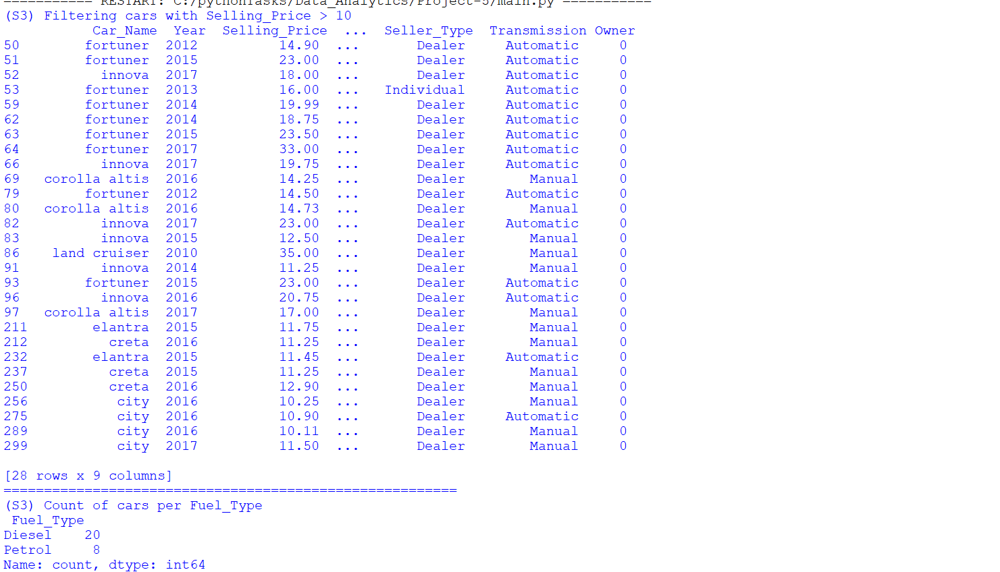 =========== RESTART: C:/pythonTasks/Data_Analytics/Project-5/main.py ===========
(S3) Filtering cars with Selling_Price > 10
           Car_Name  Year  Selling_Price  ...  Seller_Type  Transmission Owner
50        fortuner  2012          14.90  ...       Dealer     Automatic     0
51        fortuner  2015          23.00  ...       Dealer     Automatic     0
52          innova  2017          18.00  ...       Dealer     Automatic     0
53        fortuner  2013          16.00  ...   Individual     Automatic     0
59        fortuner  2014          19.99  ...       Dealer     Automatic     0
62        fortuner  2014          18.75  ...       Dealer     Automatic     0
63        fortuner  2015          23.50  ...       Dealer     Automatic     0
64        fortuner  2017          33.00  ...       Dealer     Automatic     0
66          innova  2017          19.75  ...       Dealer     Automatic     0
69   corolla altis  2016          14.25  ...       Dealer        Manual     0
79        fortuner  2012          14.50  ...       Dealer     Automatic     0
80   corolla altis  2016          14.73  ...       Dealer        Manual     0
82          innova  2017          23.00  ...       Dealer     Automatic     0
83          innova  2015          12.50  ...       Dealer        Manual     0
86    land cruiser  2010          35.00  ...       Dealer        Manual     0
91          innova  2014          11.25  ...       Dealer        Manual     0
93        fortuner  2015          23.00  ...       Dealer     Automatic     0
96          innova  2016          20.75  ...       Dealer     Automatic     0
97   corolla altis  2017          17.00  ...       Dealer        Manual     0
211        elantra  2015          11.75  ...       Dealer        Manual     0
212          creta  2016          11.25  ...       Dealer        Manual     0
232        elantra  2015          11.45  ...       Dealer     Automatic     0
237          creta  2015          11.25  ...       Dealer        Manual     0
250          creta  2016          12.90  ...       Dealer        Manual     0
256           city  2016          10.25  ...       Dealer        Manual     0
275           city  2016          10.90  ...       Dealer     Automatic     0
289           city  2016          10.11  ...       Dealer        Manual     0
299           city  2017          11.50  ...       Dealer        Manual     0
[28 rows x 9 columns]
========================================================
(S3) Count of cars per Fuel_Type
 Fuel_Type
Diesel    20
Petrol     8
Name: count, dtype: int64